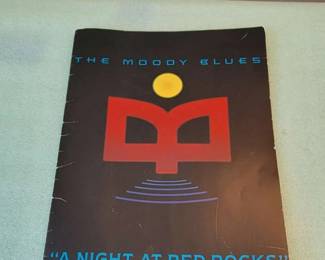 THE MOODY BLUES
"A NIGHT AT RED ROCKS"